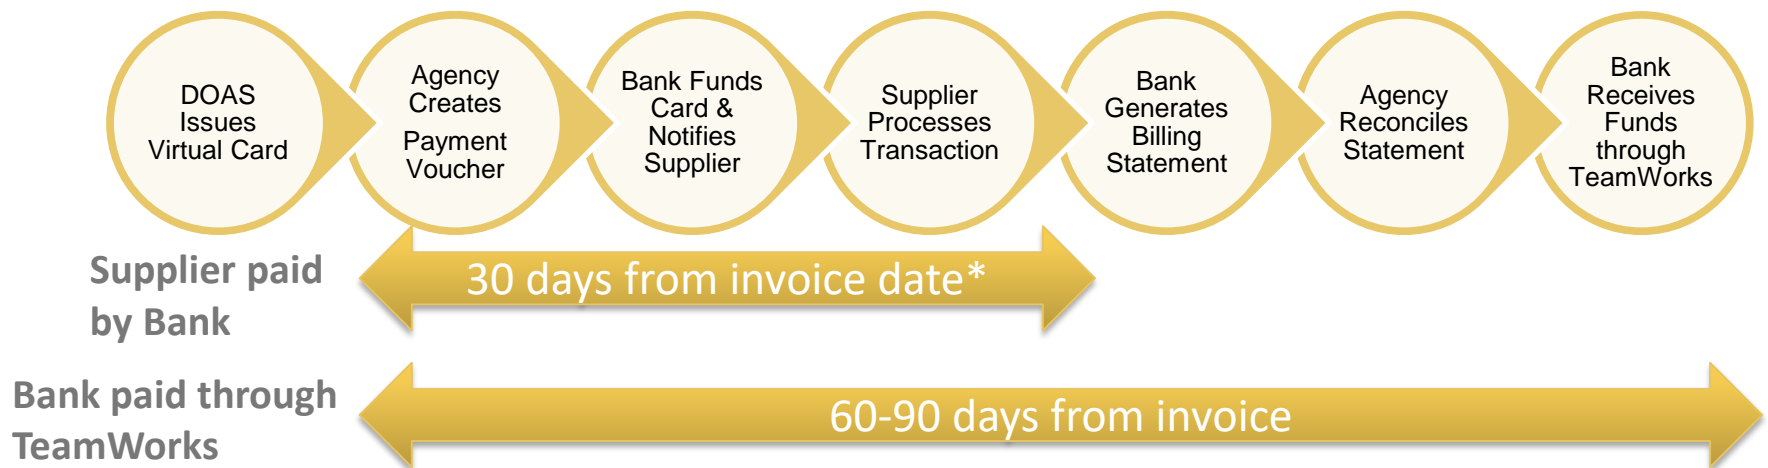 DOAS
Issues
Virtual Card
Agency
Creates
Payment
Voucher
Bank Funds
Card &
Notifies
Supplier
Supplier
Processes
Transaction
Bank
Generates
Billing
Statement
Agency
Reconciles
Statement
Bank
Receives
Funds
through
TeamWorks
Supplier paid
by Bank
30 days from invoice date*
Bank paid through
TeamWorks
60-90 days from invoice